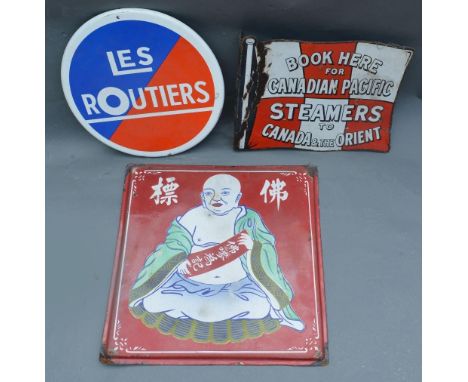 LES
ROUTIERS
BOOK HERE
FOR
CANADIAN PACIFIC
STEAMERS
TO
CANADA & THE ORIENT
標 佛